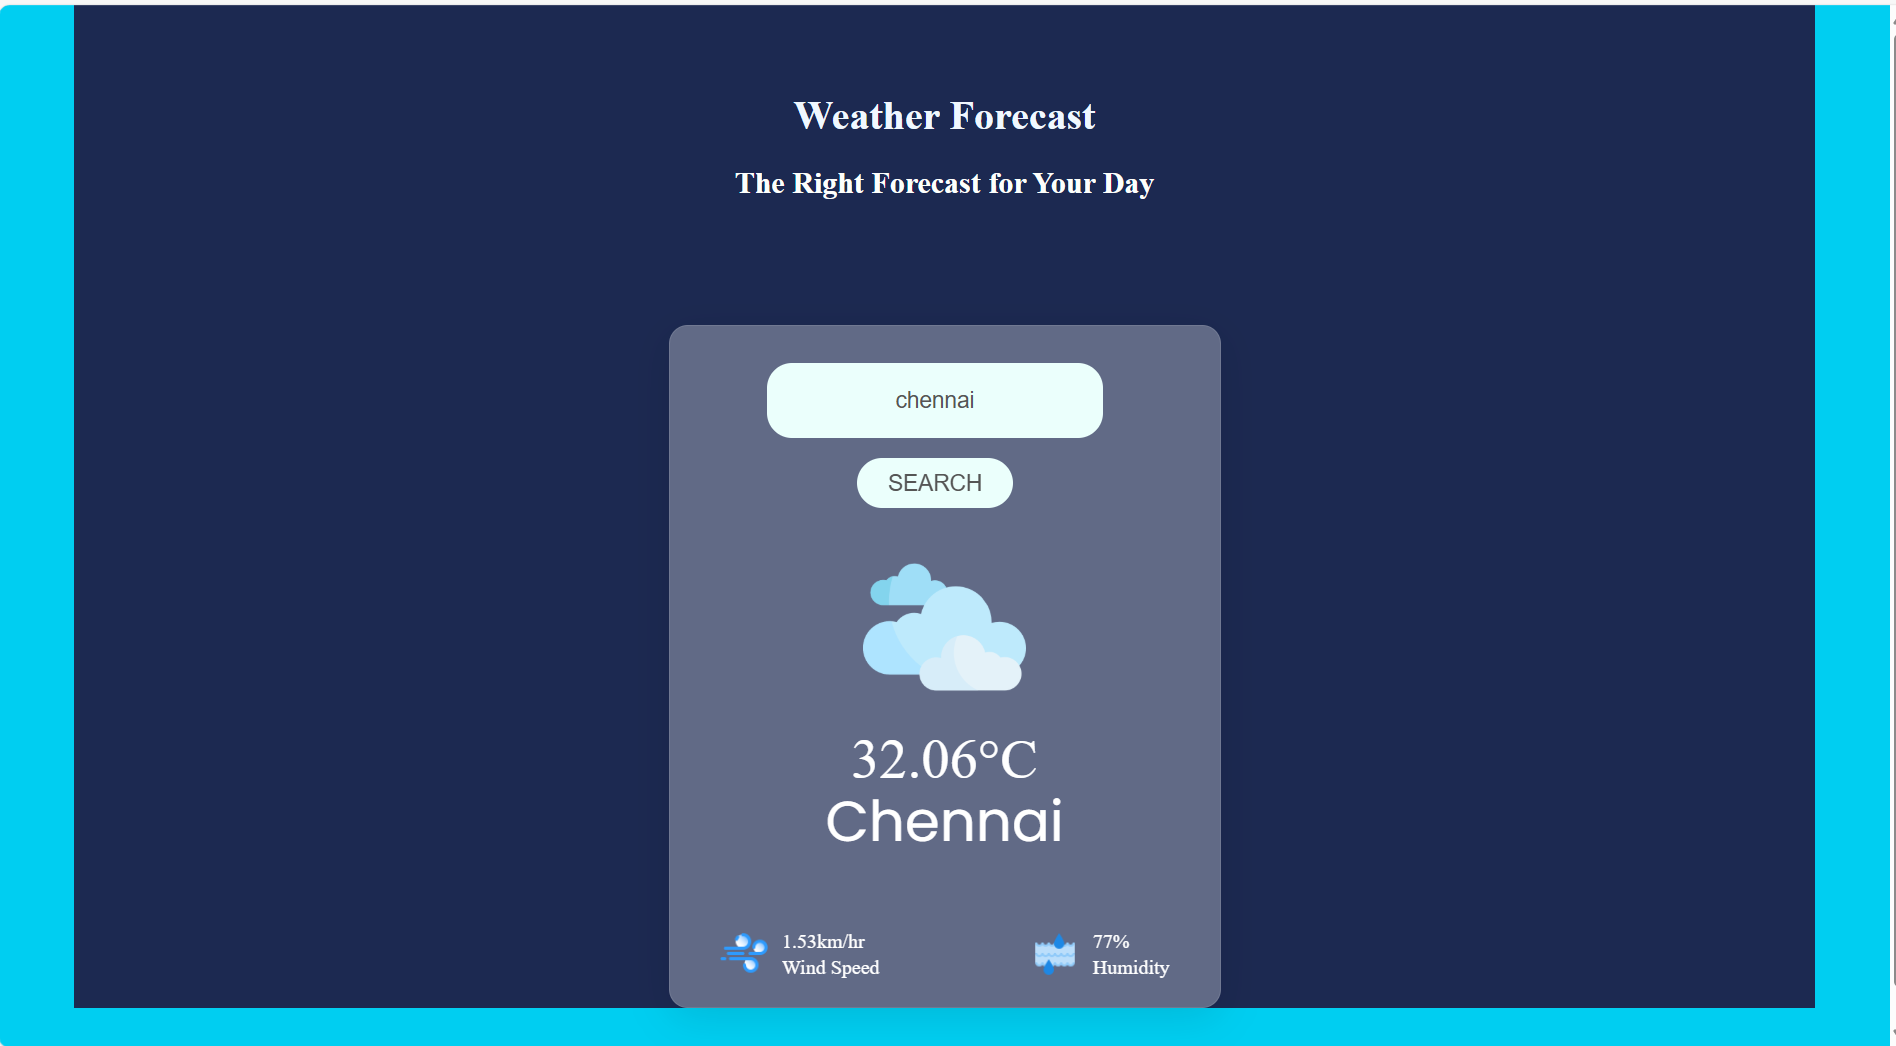 Weather Forecast
The Right Forecast for Your Day
chennai
SEARCH
32.06°C
Chennai
1.53km/hr
Wind Speed
77%
Humidity